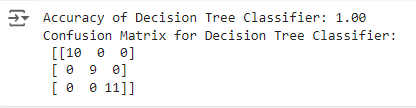 Accuracy of Decision Tree Classifier: 1.00
Confusion Matrix for Decision Tree Classifier:
[[10  0  0]
 [ 0  9  0]
 [ 0  0 11]]